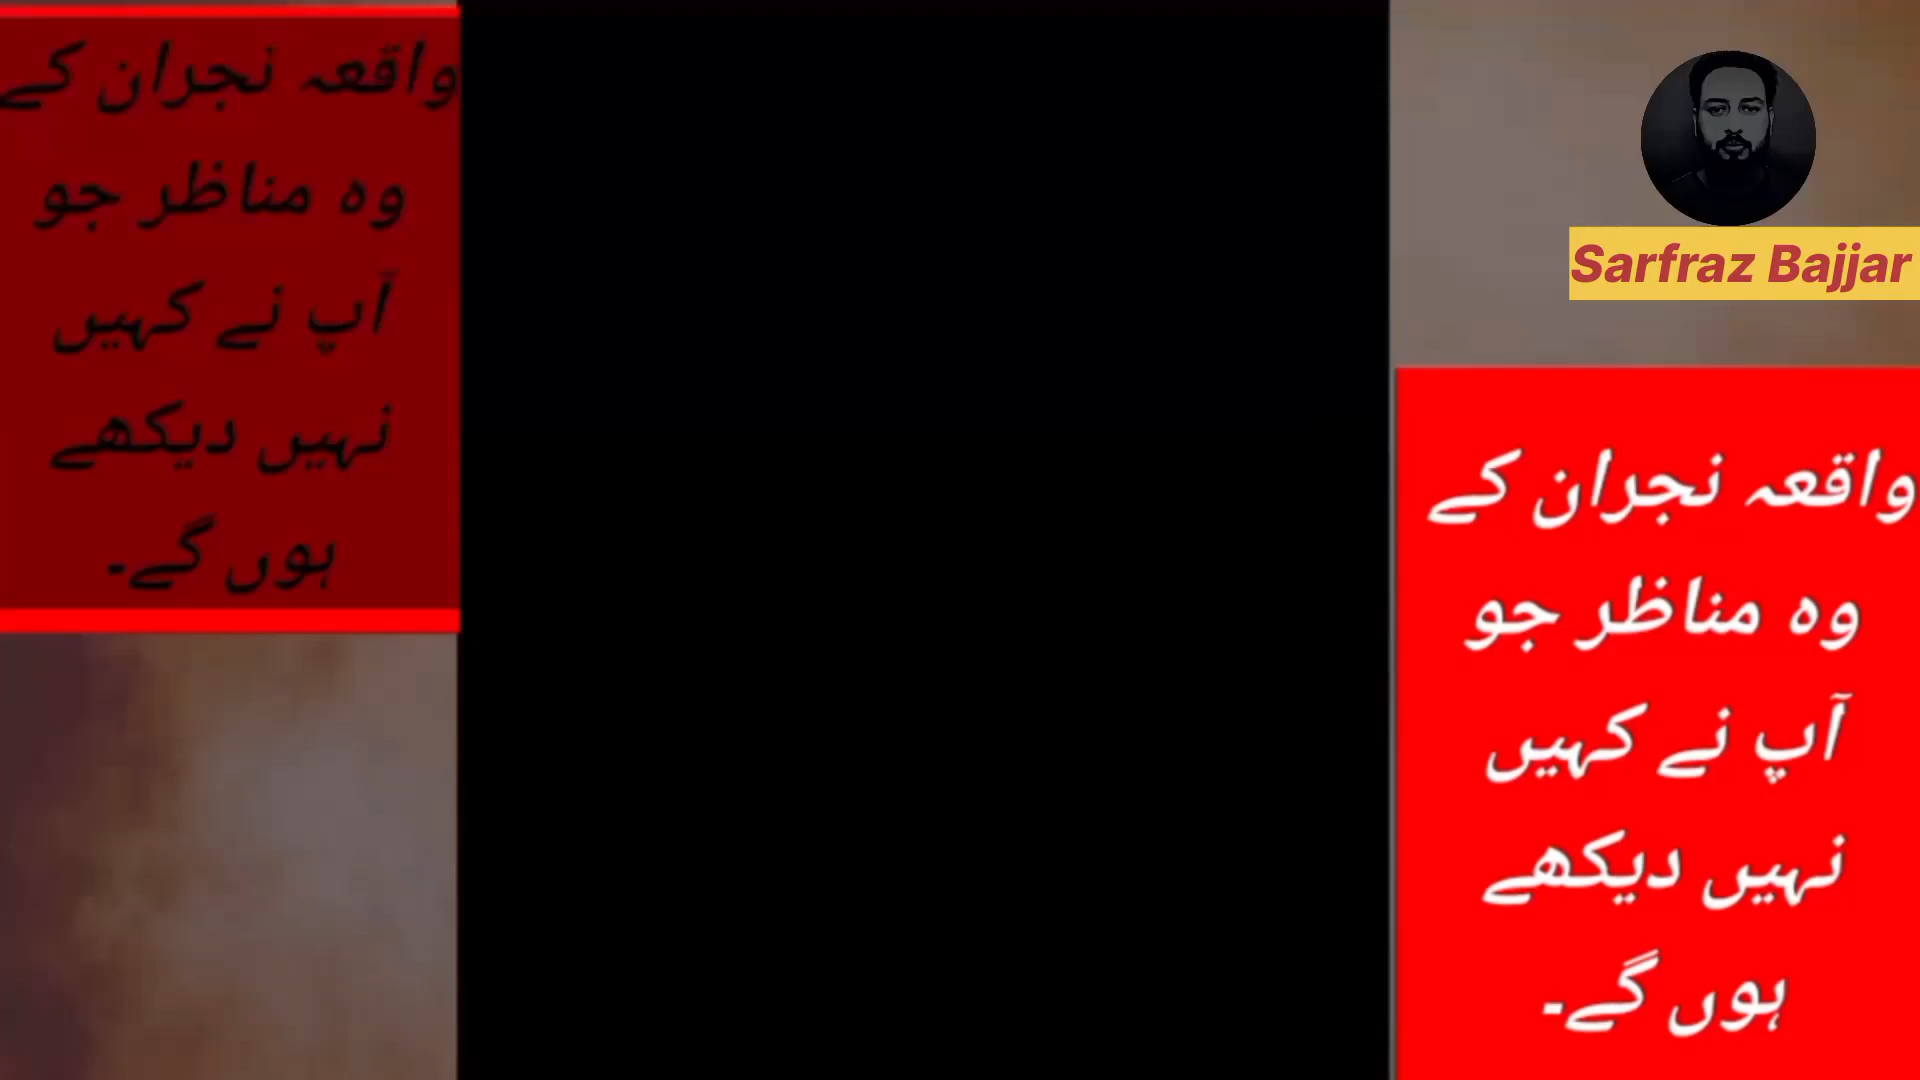 واقعہ نجران کے
وہ مناظر جو
آپ نے کہیں
نہیں دیکھے
ہوں گے۔
Sarfraz Bajjar
واقعہ نجران کے
وہ مناظر جو
آپ نے کہیں
نہیں دیکھے
ہوں گے۔